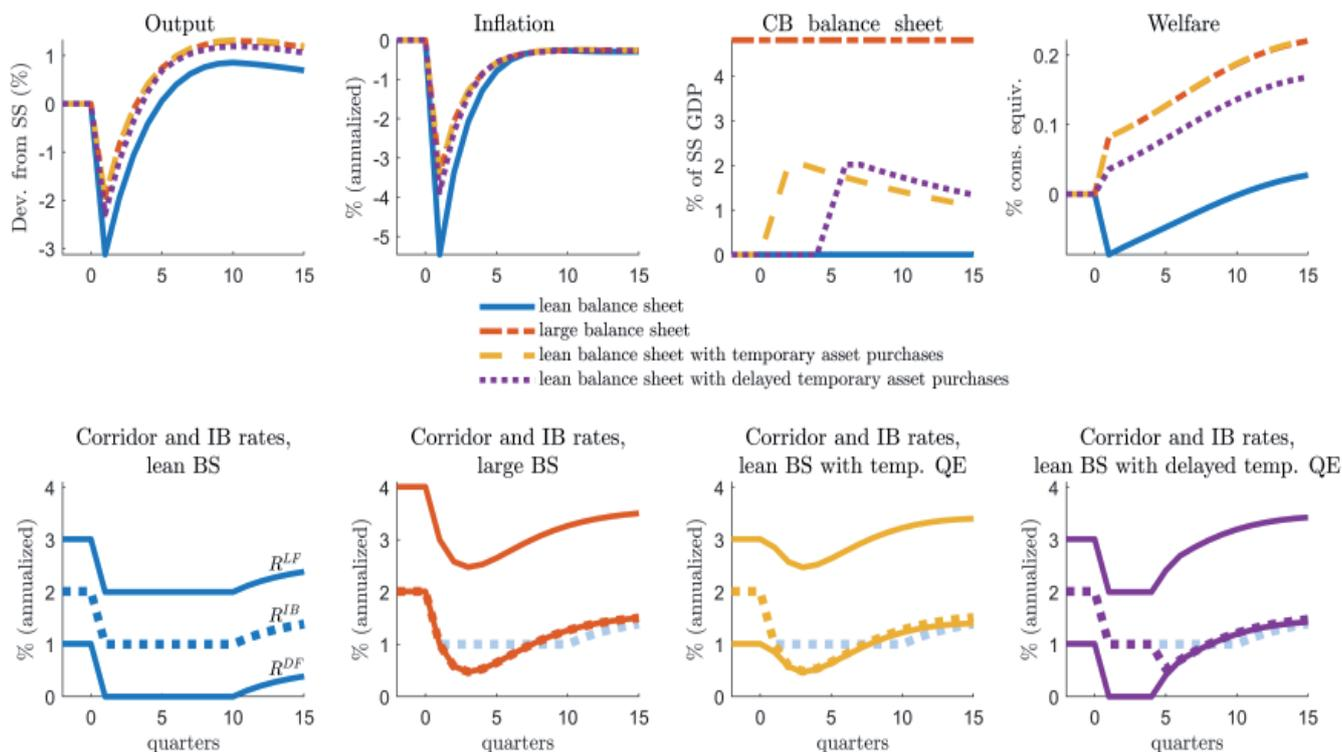 Output
Inflation
CB balance sheet
Welfare
Dev. from SS (%)
1
0
-1
-2
-3
0 5 10 15
% (annualized)
0
-1
-2
-3
-4
-5
0 5 10 15
% of SS GDP
4
3
2
1
0
0 5 10 15
% cons. equiv.
0.2
0.1
0
0 5 10 15
lean balance sheet
large balance sheet
lean balance sheet with temporary asset purchases
lean balance sheet with delayed temporary asset purchases
Corridor and IB rates,
lean BS
Corridor and IB rates,
large BS
Corridor and IB rates,
lean BS with temp. QE
Corridor and IB rates,
lean BS with delayed temp. QE
% (annualized)
4
3
2
1
0
R^{LF}
R^{IB}
R^{DF}
0 5 10 15
quarters
% (annualized)
4
3
2
1
0
0 5 10 15
quarters
% (annualized)
4
3
2
1
0
0 5 10 15
quarters
% (annualized)
4
3
2
1
0
0 5 10 15
quarters